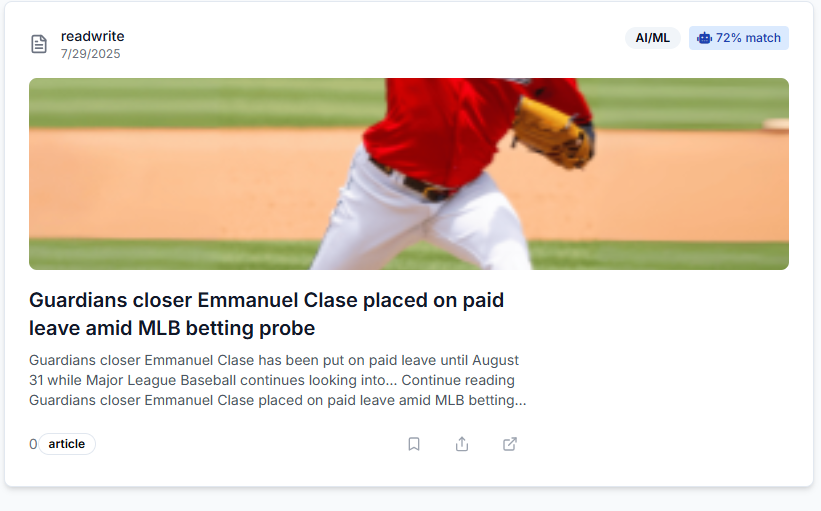 readwrite
7/29/2025
AI/ML
72% match
Guardians closer Emmanuel Clase placed on paid
leave amid MLB betting probe
Guardians closer Emmanuel Clase has been put on paid leave until August
31 while Major League Baseball continues looking into... Continue reading
Guardians closer Emmanuel Clase placed on paid leave amid MLB betting...
0 article